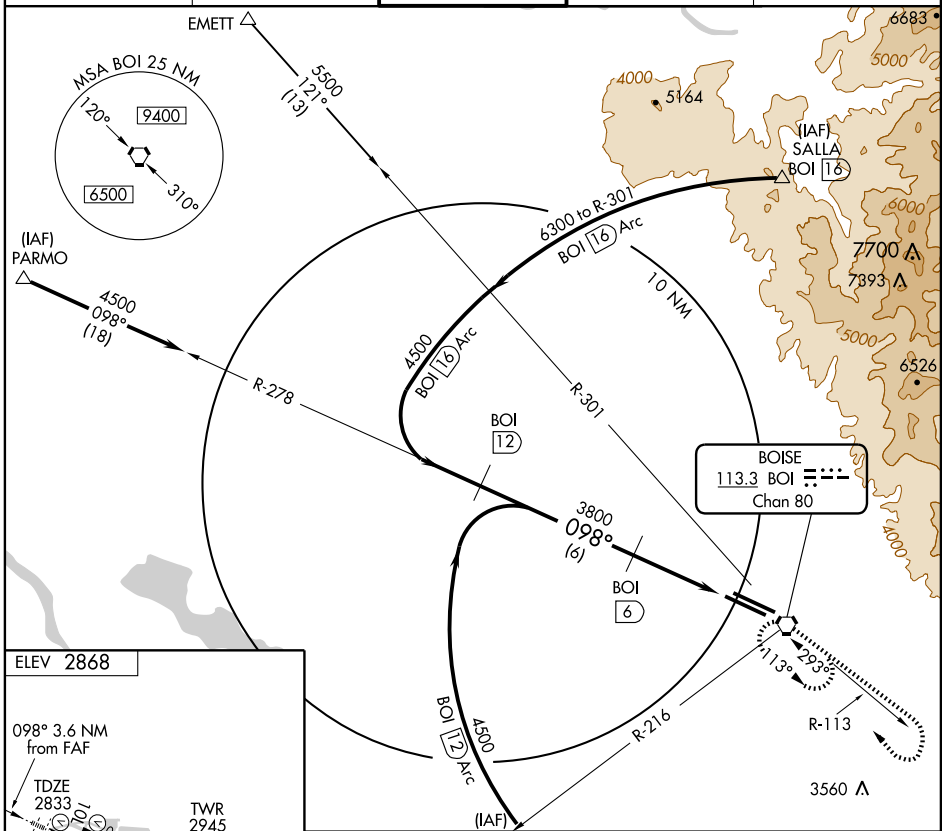 EMETT
6683
5000
MSA BOI 25 NM
120°
9400
6500
310°
5500
121°
(13)
4000
5164
(IAF)
SALLA
BOI 16
6000
7700
7393
5000
6526
4000
6300 to R-301
BOI 16 Arc
10 NM
(IAF)
PARMO
4500
098°
(18)
R-278
4500
BOI 16 Arc
R-301
BOI
12
BOISE
113.3 BOI
Chan 80
3800
098°
(6)
BOI
6
113°
293°
R-113
R-216
4500
BOI 12 Arc
(IAF)
3560
ELEV 2868
098° 3.6 NM
from FAF
TDZE
2833
TWR
2945